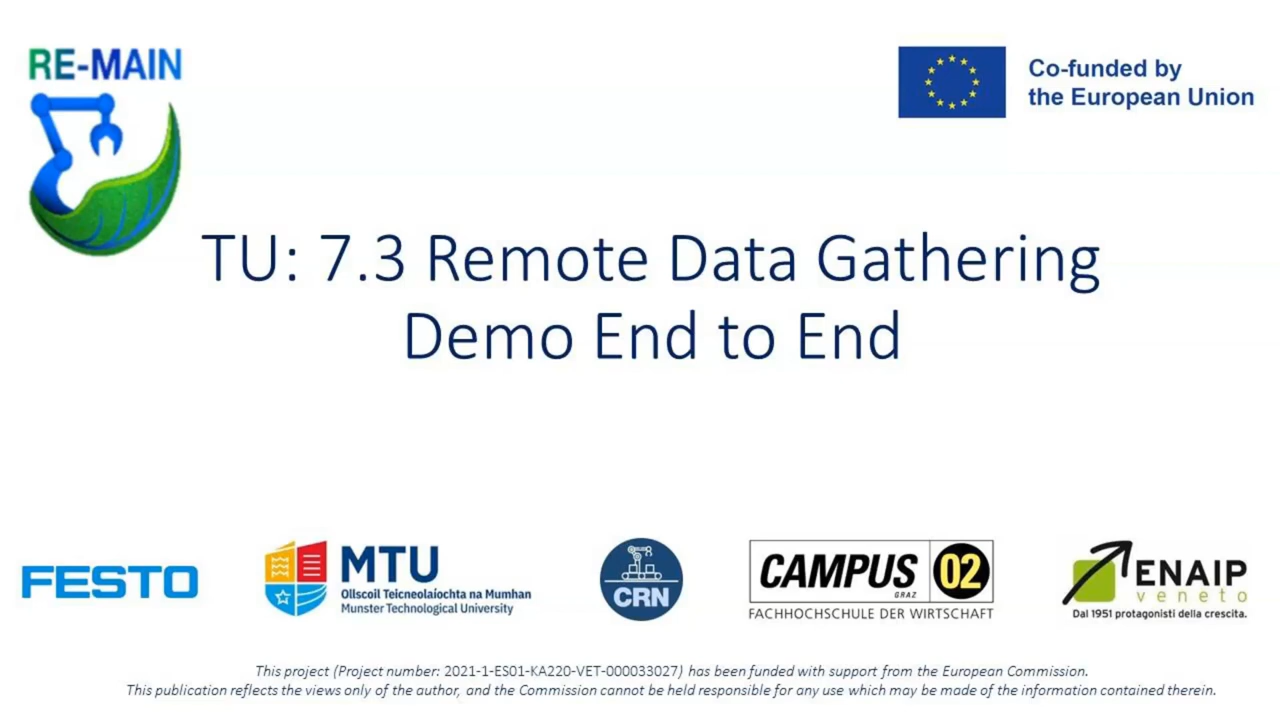 RE-MAIN
Co-funded by
the European Union
TU: 7.3 Remote Data Gathering
Demo End to End
FESTO
MTU
Ollscoil Teicneolaíochta na Mumhan
Munster Technological University
CRN
CAMPUS 02
GRAZ
FACHHOCHSCHULE DER WIRTSCHAFT
ENAIP
veneto
Dal 1951 protagonisti della crescita.
This project (Project number: 2021-1-ES01-KA220-VET-000033027) has been funded with support from the European Commission.
This publication reflects the views only of the author, and the Commission cannot be held responsible for any use which may be made of the information contained therein.